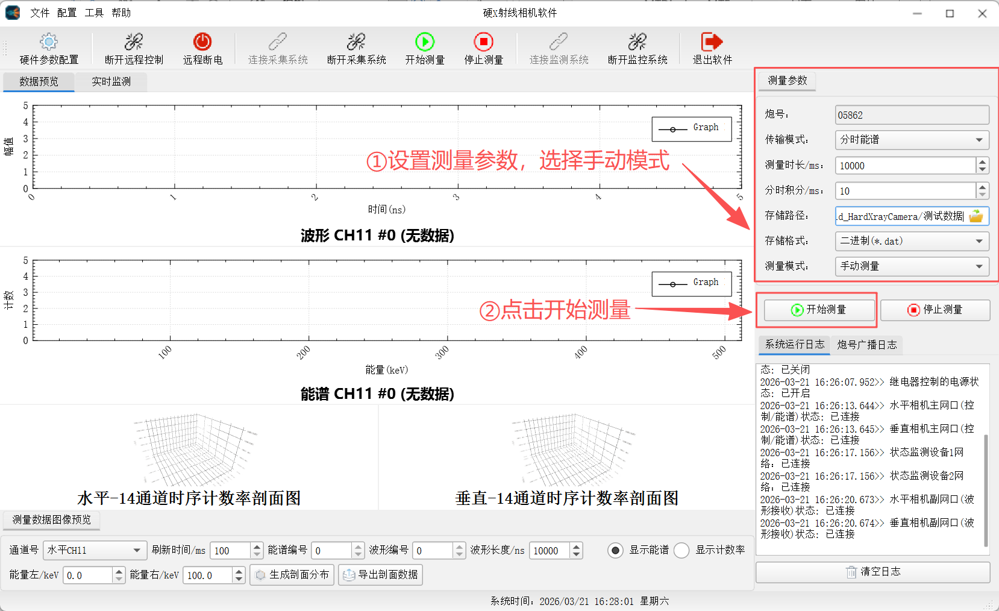 文件 配置 工具 帮助
硬X射线相机软件
硬件参数配置 断开远程控制 远程断电 连接采集系统 断开采集系统 开始测量 停止测量 连接监测系统 断开监控系统 退出软件
数据预览 实时监测
5
4
3
2
1
0
幅值
0 1 2 3 4 5
时间(ns)
Graph
波形 CH11 #0 (无数据)
①设置测量参数，选择手动模式
5
4
3
2
1
0
计数
100 200 300 400 500
能量(keV)
Graph
能谱 CH11 #0 (无数据)
②点击开始测量
水平-14通道时序计数率剖面图
垂直-14通道时序计数率剖面图
测量数据图像预览
通道号 水平CH11 刷新时间/ms 100 能谱编号 0 波形编号 0 波形长度/ns 10000 显示能谱 显示计数率
能量左/keV 0.0 能量右/keV 100.0 生成剖面分布 导出剖面数据
测量参数
炮号: 05862
传输模式: 分时能谱
测量时长/ms: 10000
分时积分/ms: 10
存储路径: .d_HardXrayCamera/测试数据
存储格式: 二进制(*.dat)
测量模式: 手动测量
开始测量 停止测量
系统运行日志 炮号广播日志
态: 已关闭
2026-03-21 16:26:07.952>> 继电器控制的电源状
态: 已开启
2026-03-21 16:26:13.644>> 水平相机主网口(控
制/能谱)状态: 已连接
2026-03-21 16:26:13.645>> 垂直相机主网口(控
制/能谱)状态: 已连接
2026-03-21 16:26:17.156>> 状态监测设备1网
络: 已连接
2026-03-21 16:26:17.156>> 状态监测设备2网
络: 已连接
2026-03-21 16:26:20.673>> 水平相机副网口(波
形接收)状态: 已连接
2026-03-21 16:26:20.674>> 垂直相机副网口(波
形接收)状态: 已连接
清空日志
系统时间: 2026/03/21 16:28:01 星期六